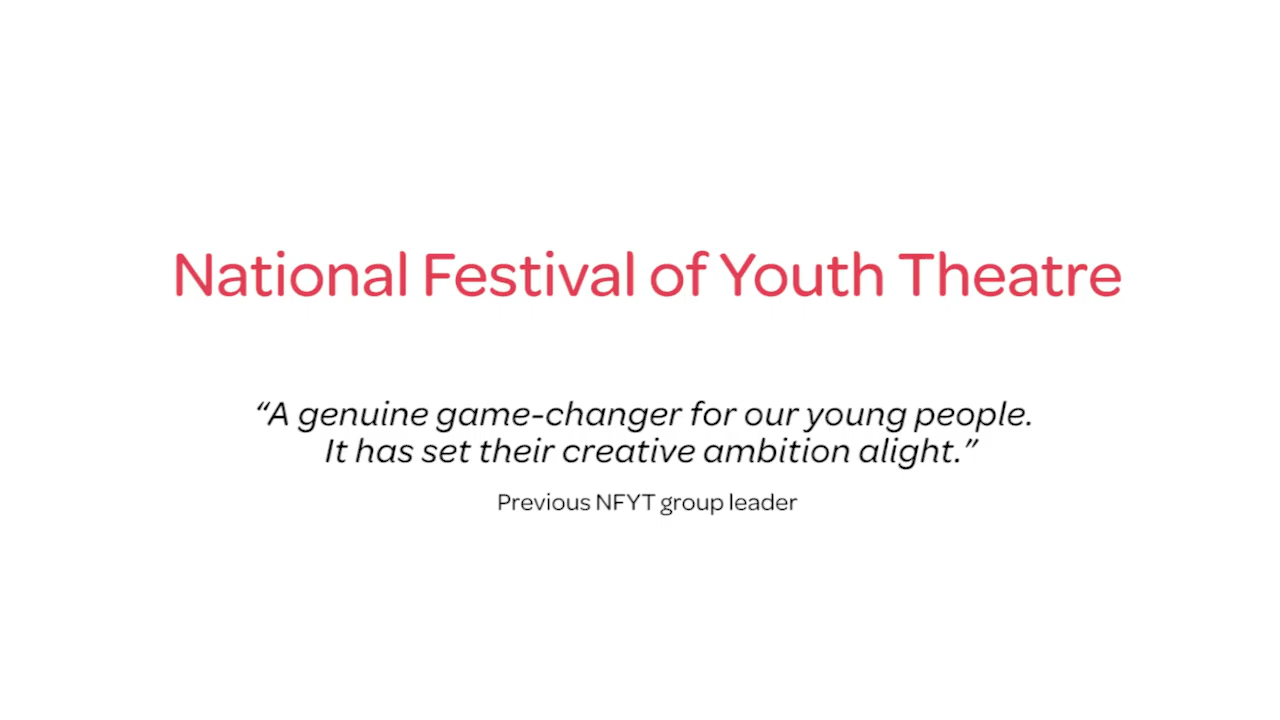 National Festival of Youth Theatre
“A genuine game-changer for our young people.
It has set their creative ambition alight.”
Previous NFYT group leader